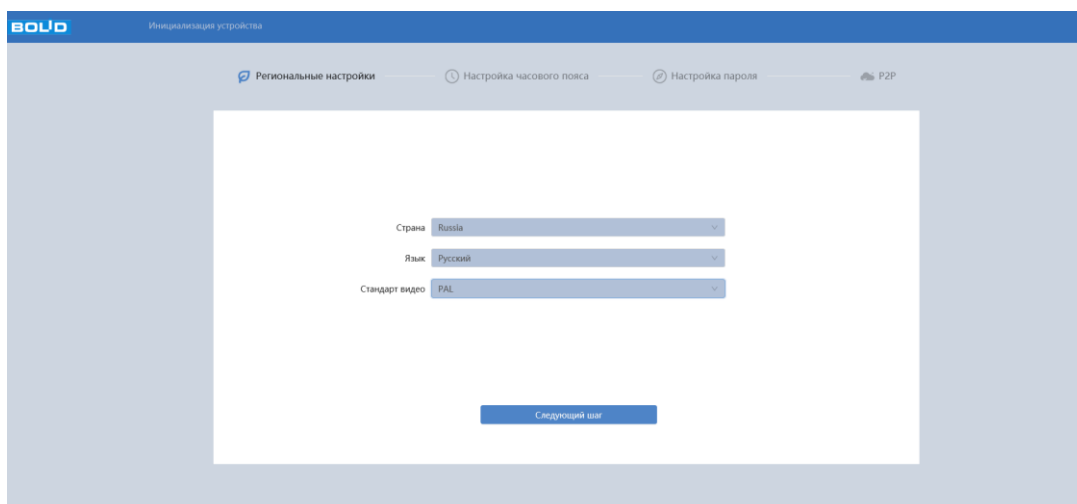 BOLID Инициализация устройства
Региональные настройки Настройка часового пояса Настройка пароля P2P
Страна Russia
Язык Русский
Стандарт видео PAL
Следующий шаг